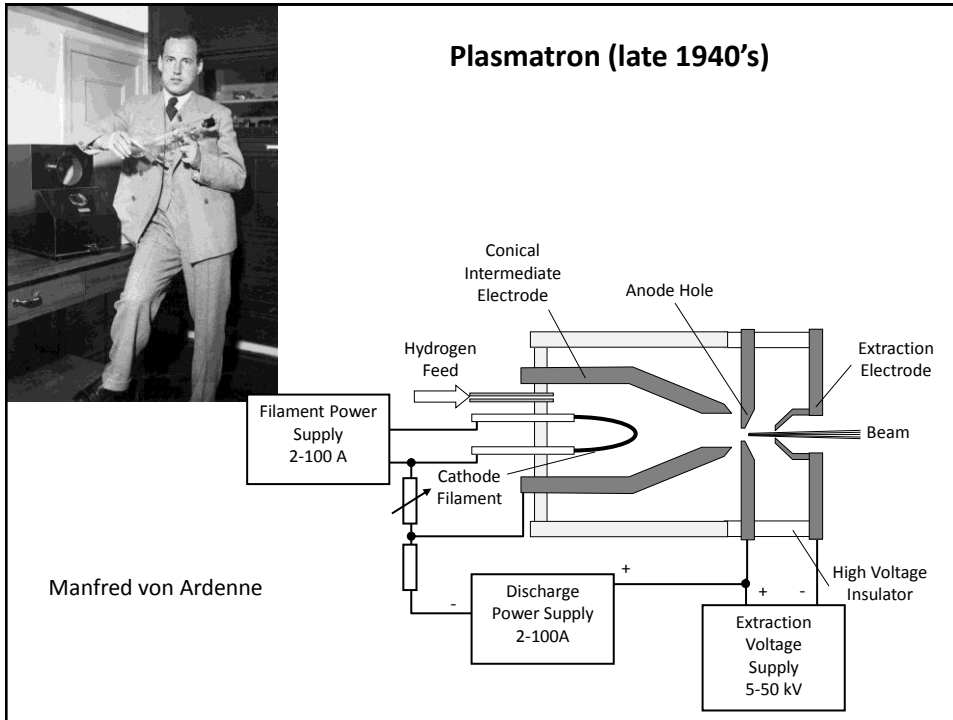 Plasmatron (late 1940's)
Conical
Intermediate
Electrode
Anode Hole
Hydrogen
Feed
Extraction
Electrode
Filament Power
Supply
2-100 A
Beam
Cathode
Filament
+
+
-
-
Manfred von Ardenne
Discharge
Power Supply
2-100A
High Voltage
Insulator
Extraction
Voltage
Supply
5-50 kV